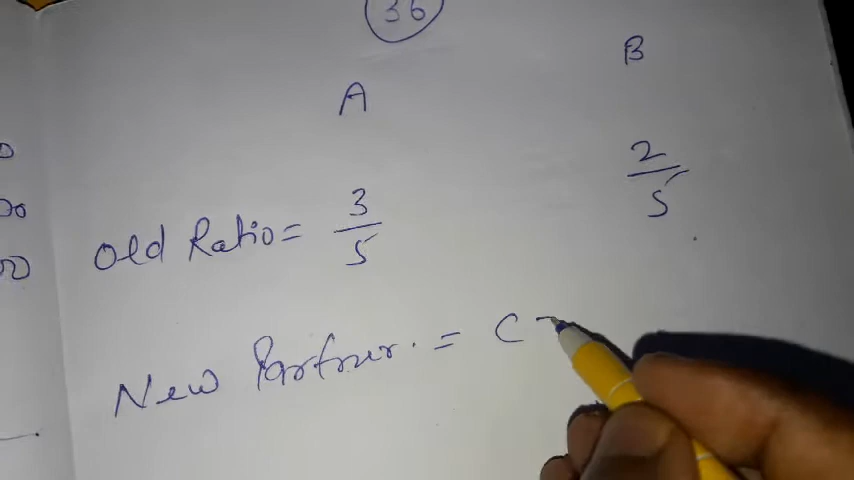 36
A B
Old Ratio = 3/5 2/5
New Partner. = C